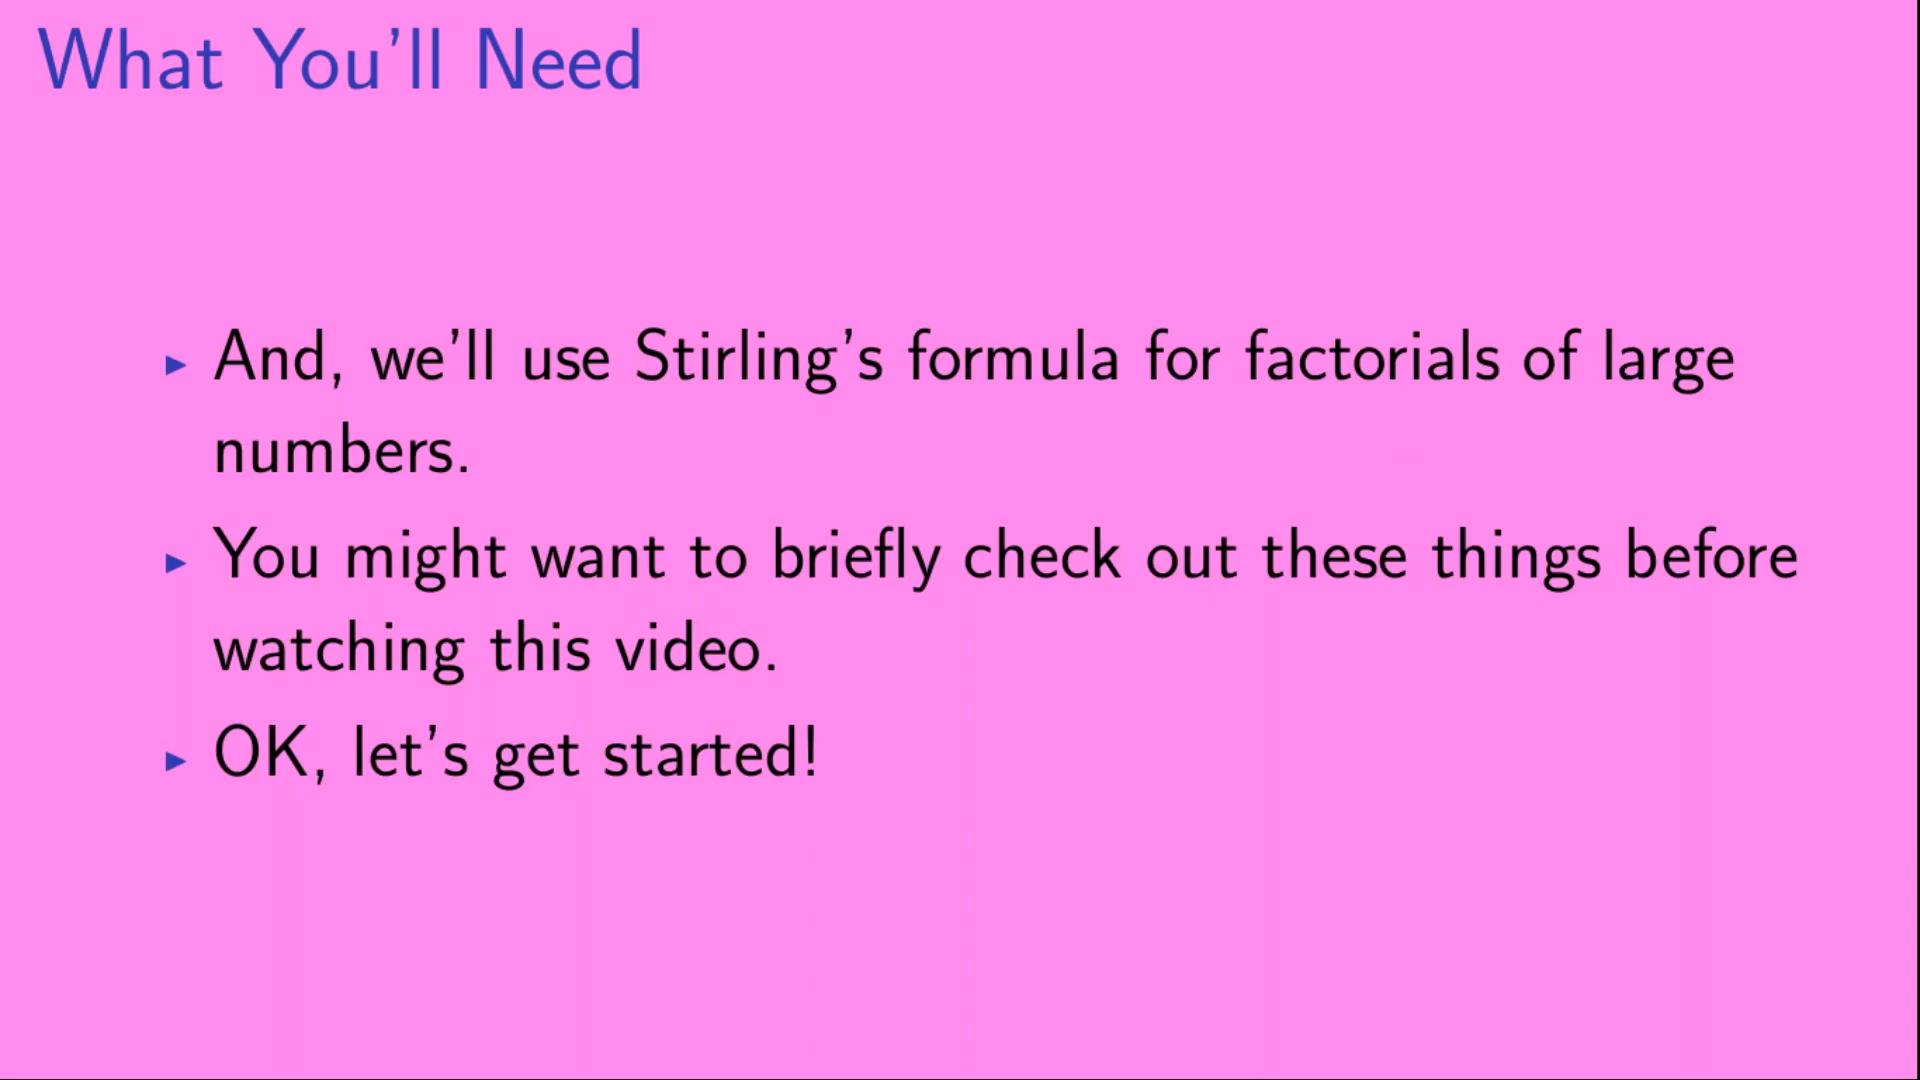 What You'll Need
▶ And, we'll use Stirling's formula for factorials of large
numbers.
▶ You might want to briefly check out these things before
watching this video.
▶ OK, let's get started!